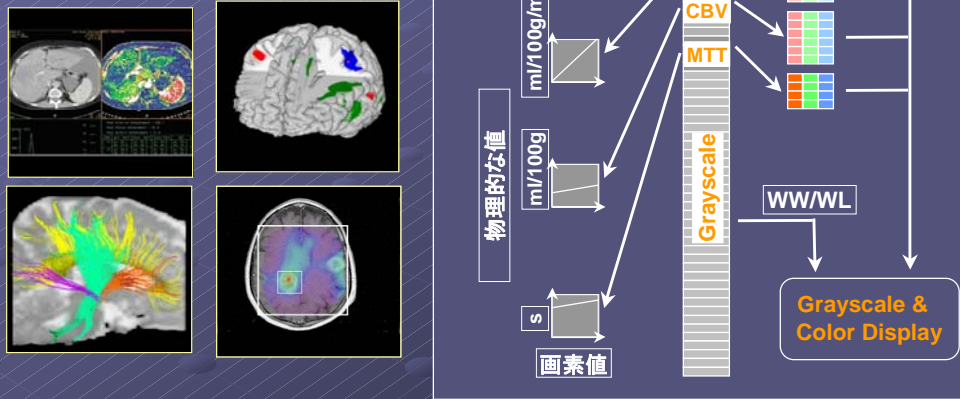 ml/100g/m
CBV
MTT
物理的な値
ml/100g
Grayscale
WW/WL
s
画素値
Grayscale &
Color Display